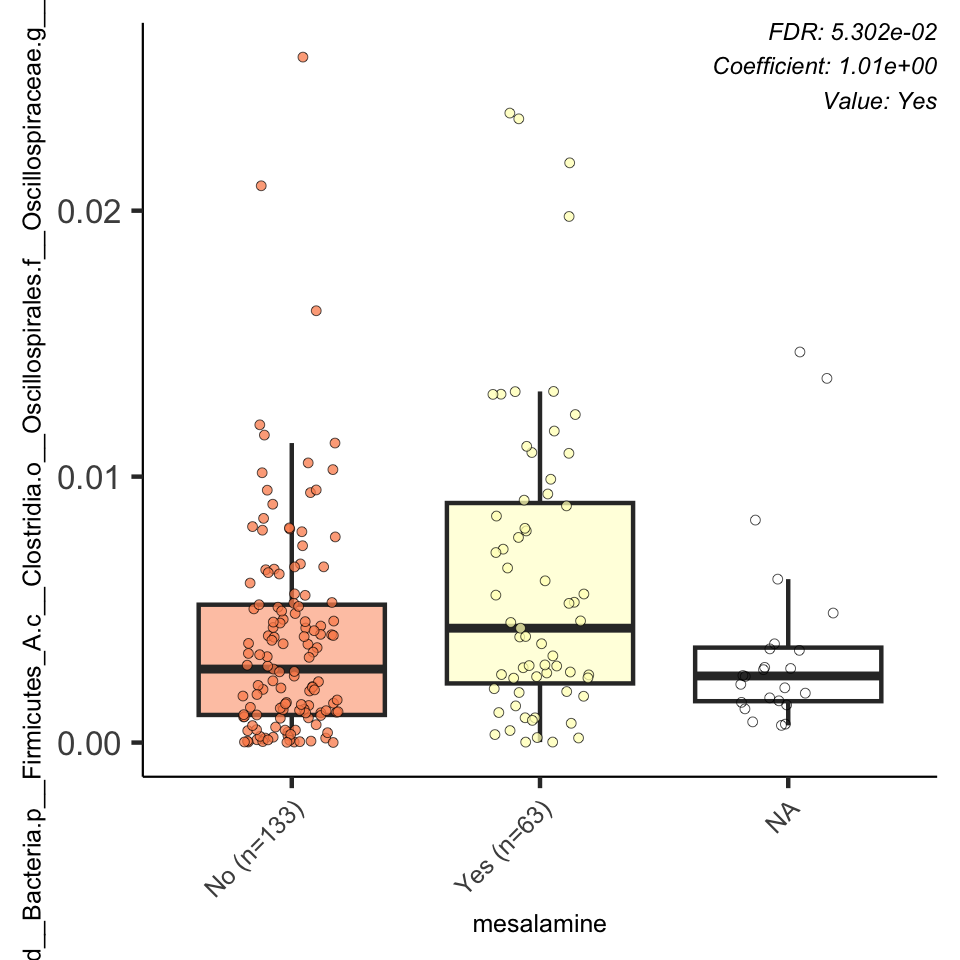 FDR: 5.302e-02
Coefficient: 1.01e+00
Value: Yes
d__Bacteria.p__Firmicutes_A.c__Clostridia.o__Oscillospirales.f__Oscillospiraceae.g__
0.02
0.01
0.00
No (n=133)
Yes (n=63)
NA
mesalamine